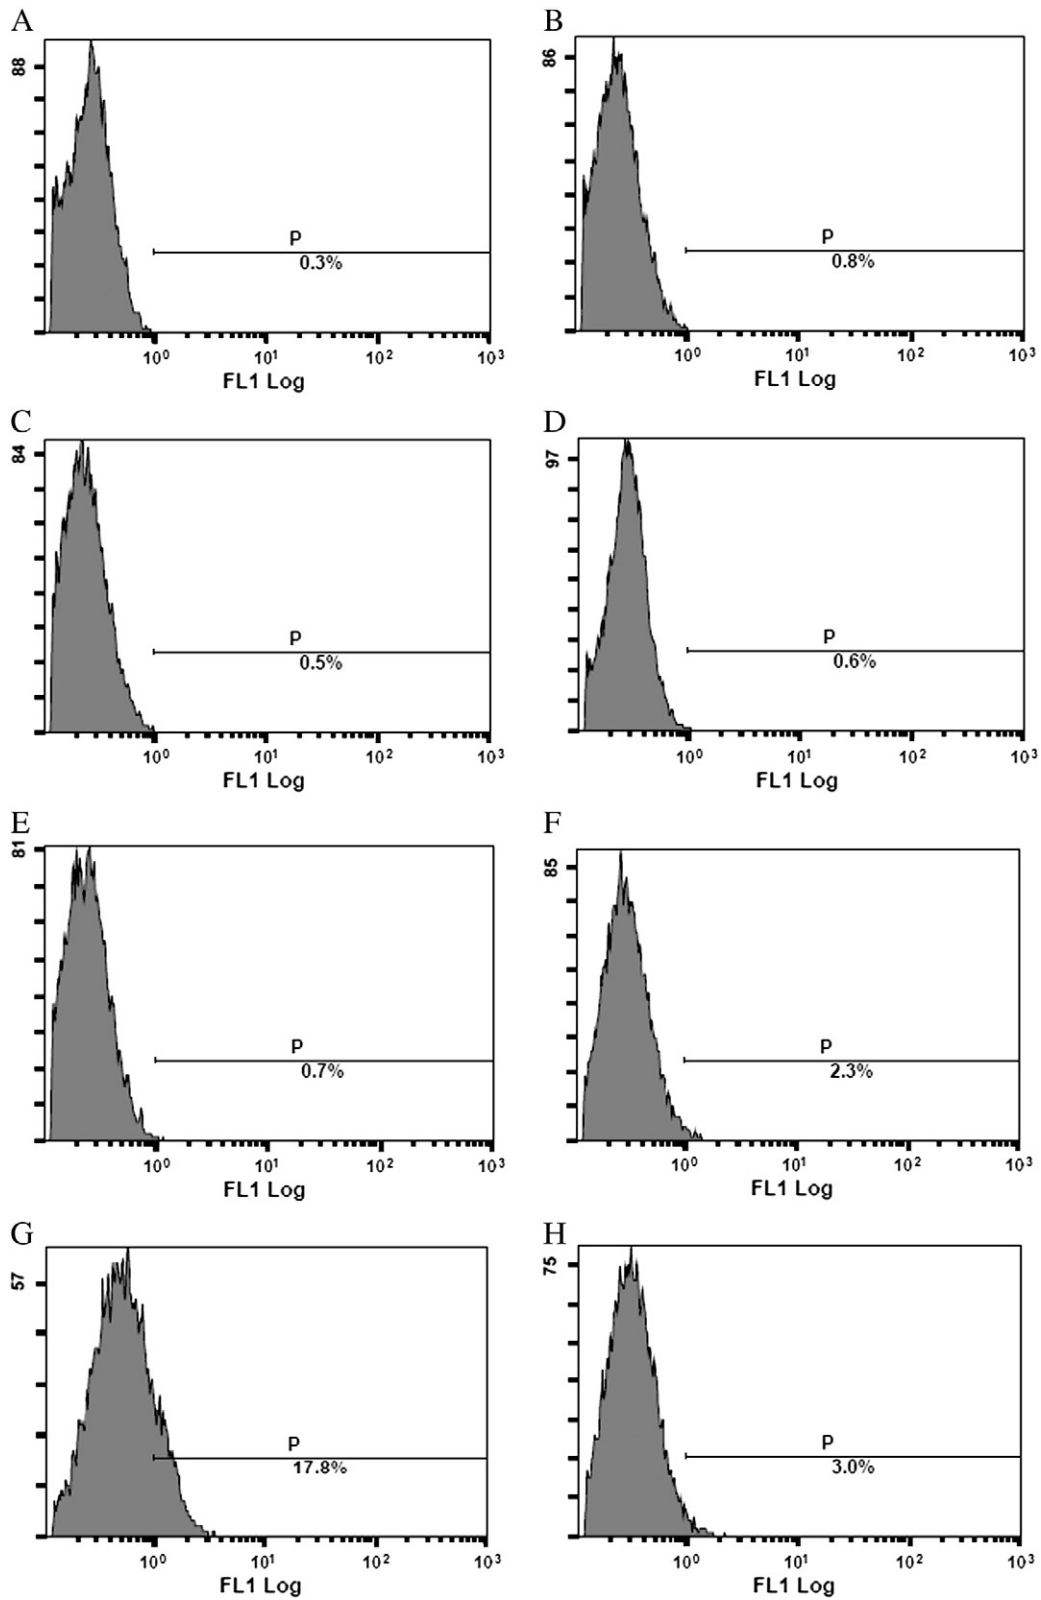 A
88
P
0.3%
10⁰ 10¹ 10² 10³
FL1 Log
B
86
P
0.8%
10⁰ 10¹ 10² 10³
FL1 Log
C
84
P
0.5%
10⁰ 10¹ 10² 10³
FL1 Log
D
97
P
0.6%
10⁰ 10¹ 10² 10³
FL1 Log
E
81
P
0.7%
10⁰ 10¹ 10² 10³
FL1 Log
F
85
P
2.3%
10⁰ 10¹ 10² 10³
FL1 Log
G
57
P
17.8%
10⁰ 10¹ 10² 10³
FL1 Log
H
75
P
3.0%
10⁰ 10¹ 10² 10³
FL1 Log